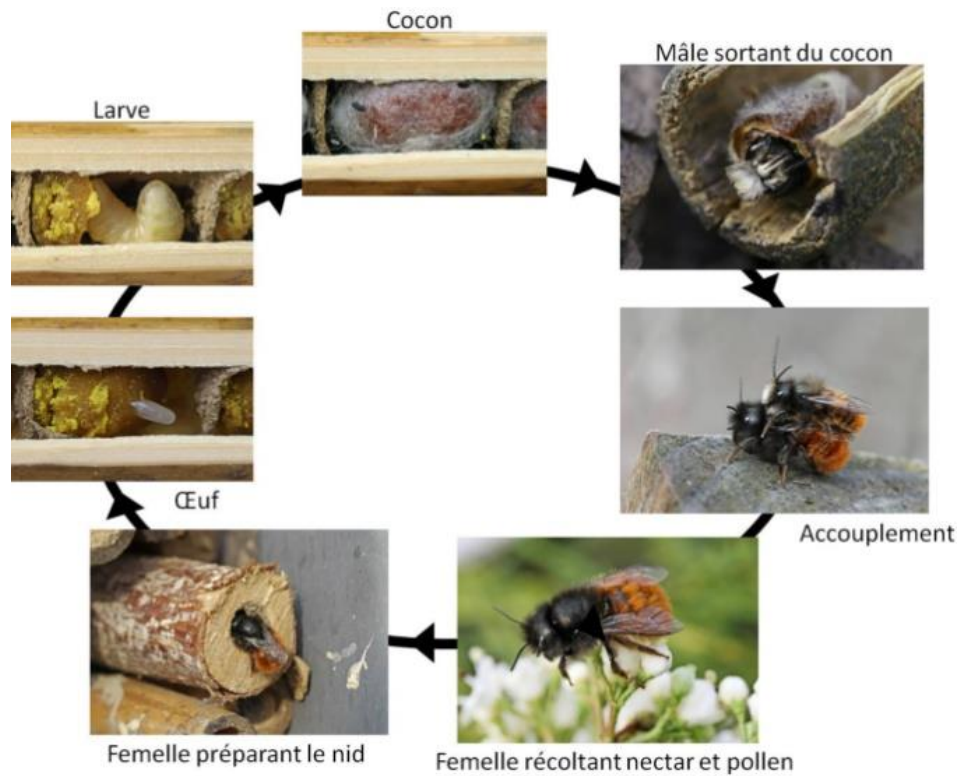 Cocon
Mâle sortant du cocon
Larve
Œuf
Accouplement
Femelle préparant le nid
Femelle récoltant nectar et pollen